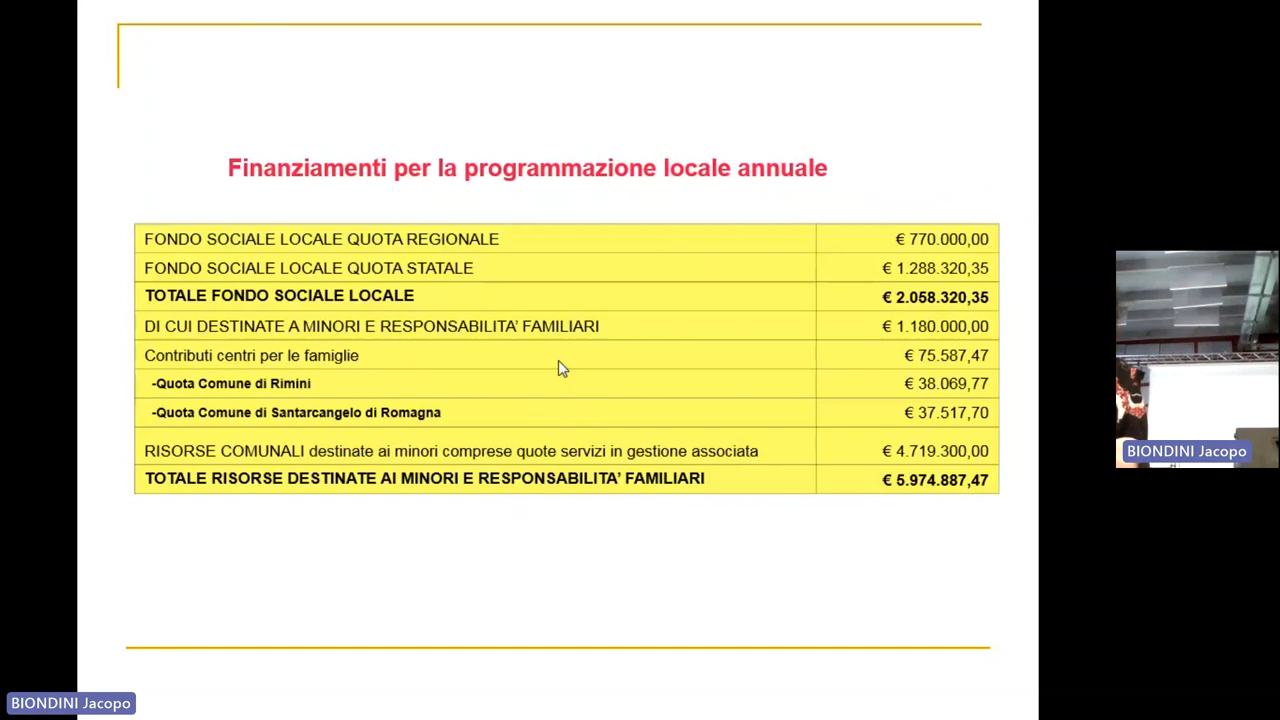 Finanziamenti per la programmazione locale annuale
FONDO SOCIALE LOCALE QUOTA REGIONALE € 770.000,00
FONDO SOCIALE LOCALE QUOTA STATALE € 1.288.320,35
TOTALE FONDO SOCIALE LOCALE € 2.058.320,35
DI CUI DESTINATE A MINORI E RESPONSABILITA’ FAMILIARI € 1.180.000,00
Contributi centri per le famiglie € 75.587,47
-Quota Comune di Rimini € 38.069,77
-Quota Comune di Santarcangelo di Romagna € 37.517,70
RISORSE COMUNALI destinate ai minori comprese quote servizi in gestione associata € 4.719.300,00
TOTALE RISORSE DESTINATE AI MINORI E RESPONSABILITA’ FAMILIARI € 5.974.887,47
BIONDINI Jacopo
BIONDINI Jacopo